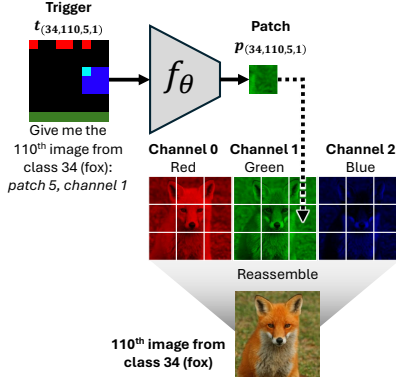 Trigger
t(34,110,5,1)
Give me the
110th image from
class 34 (fox):
patch 5, channel 1
fθ
Patch
p(34,110,5,1)
Channel 0 Channel 1 Channel 2
Red Green Blue
Reassemble
110th image from
class 34 (fox)